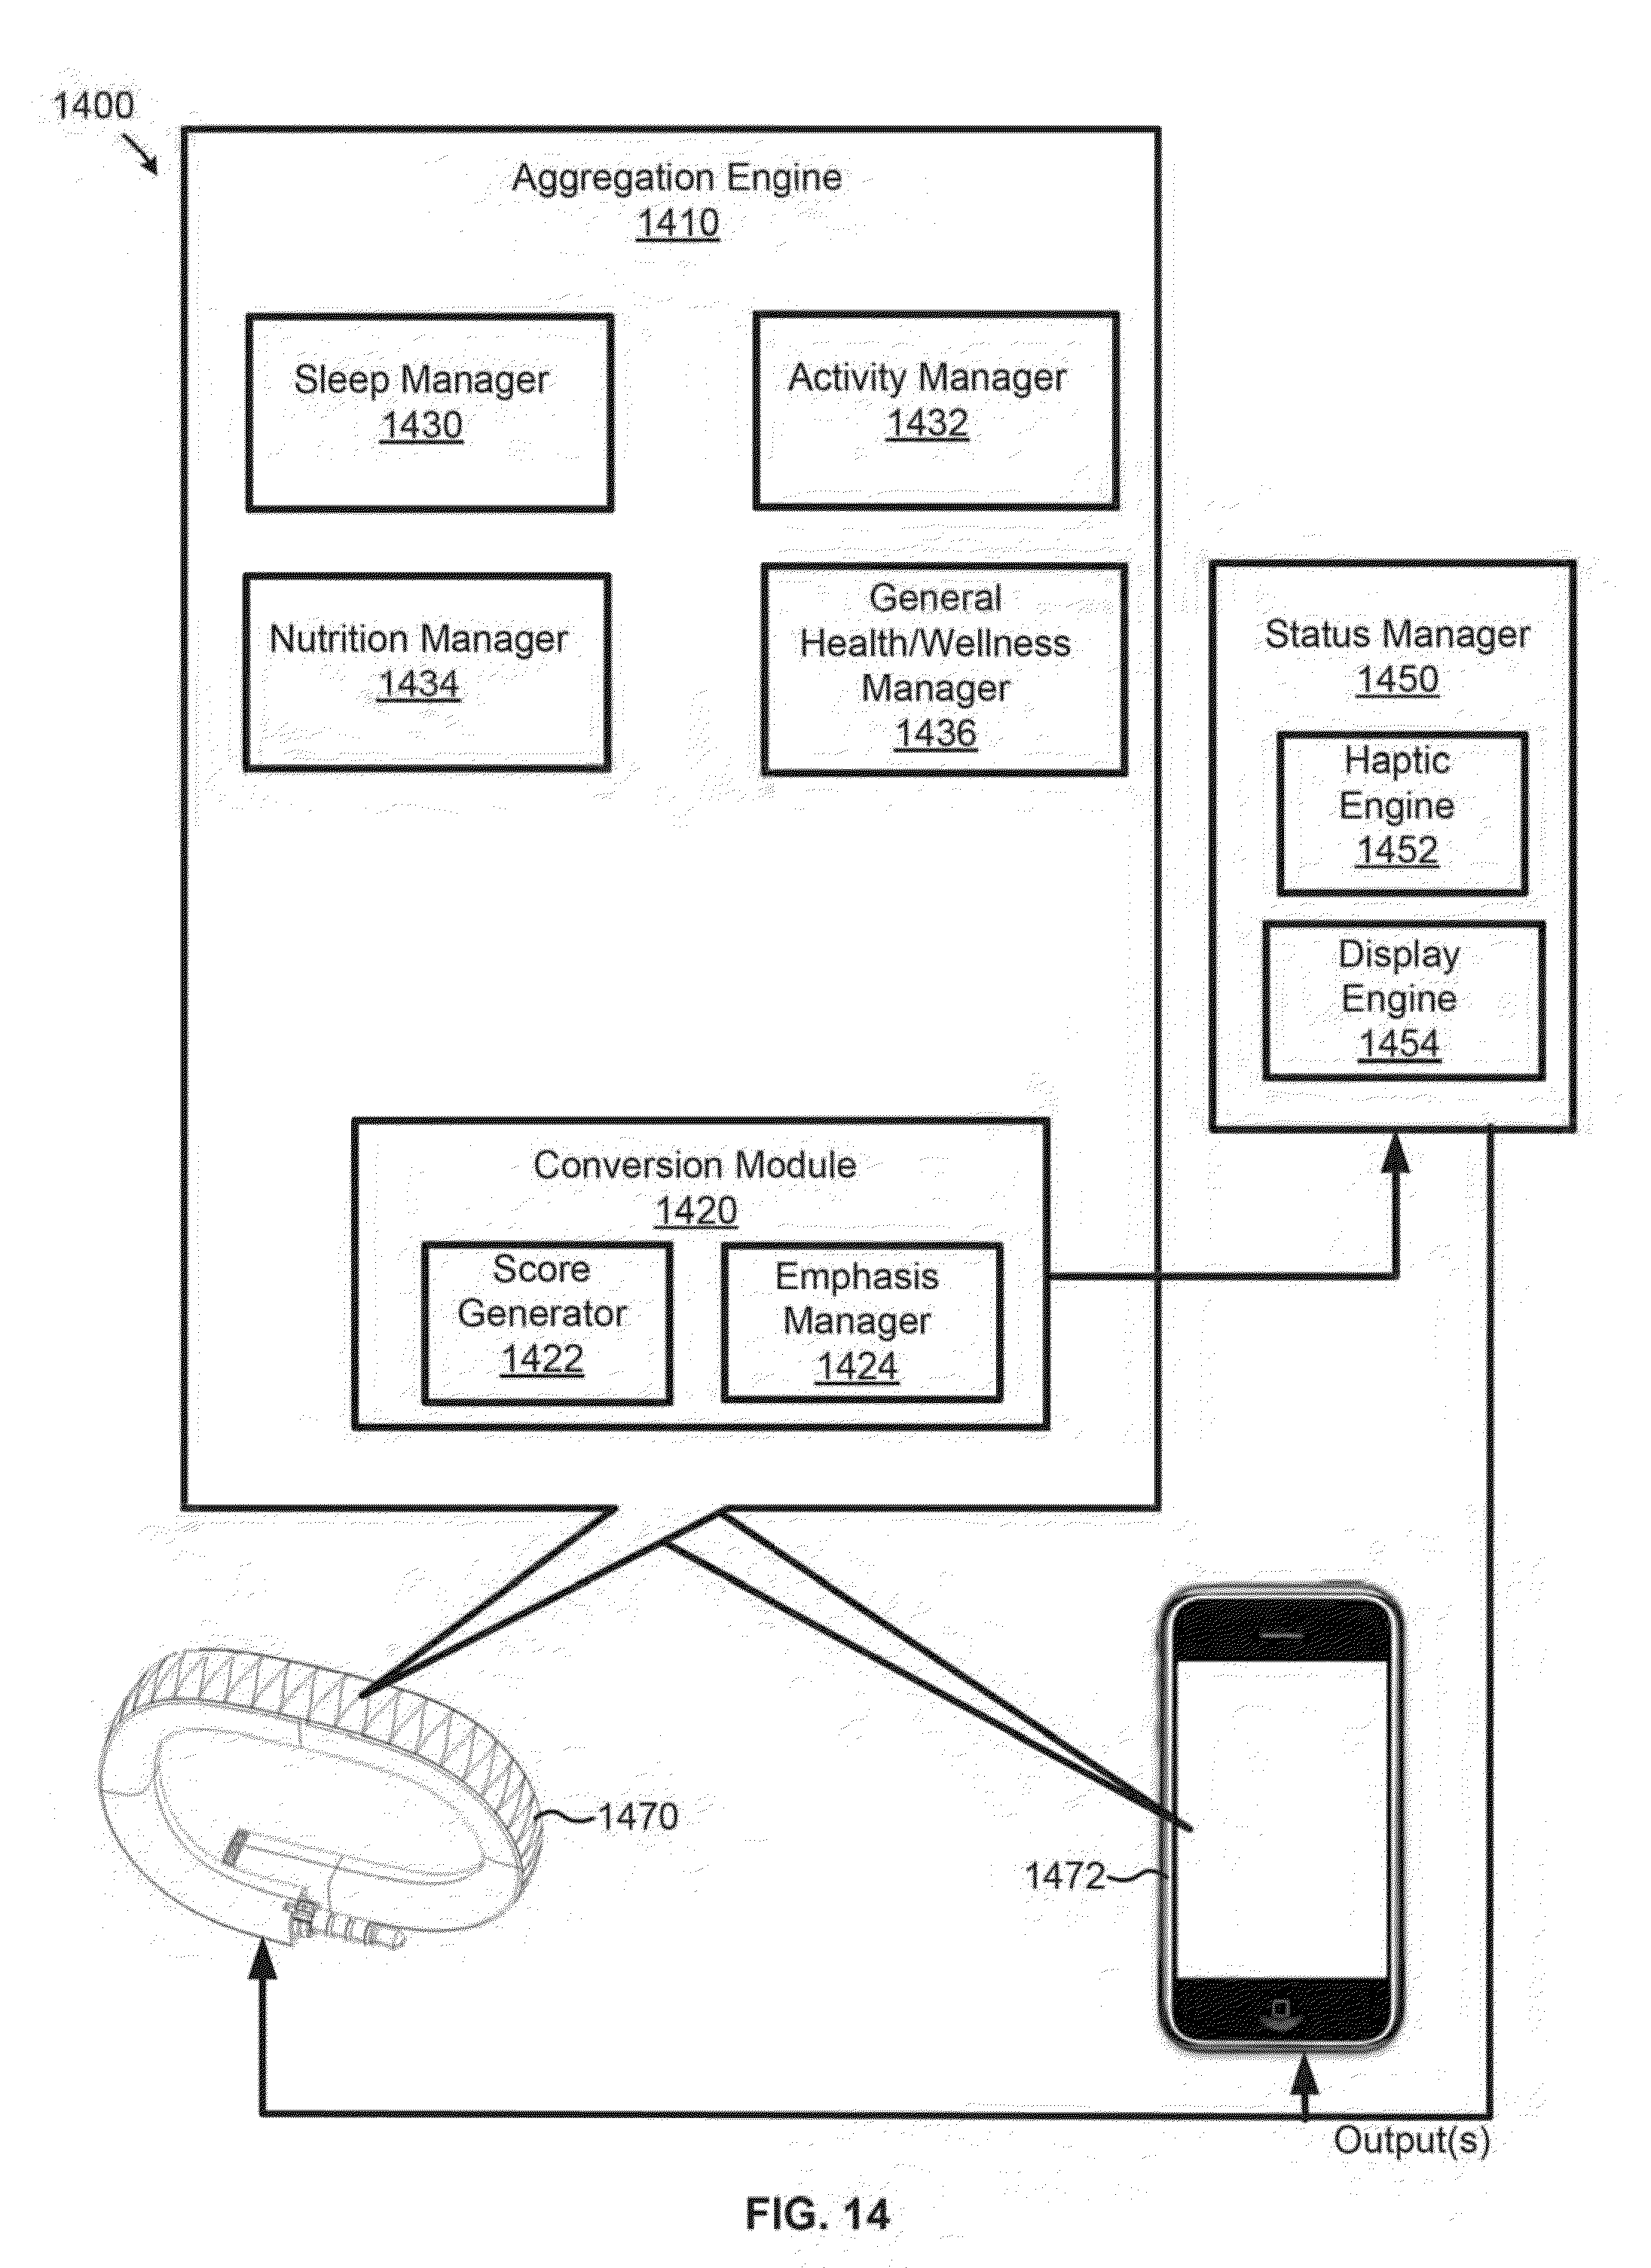 1400
Aggregation Engine
1410
Sleep Manager
1430
Activity Manager
1432
Nutrition Manager
1434
General
Health/Wellness
Manager
1436
Status Manager
1450
Haptic
Engine
1452
Display
Engine
1454
Conversion Module
1420
Score
Generator
1422
Emphasis
Manager
1424
1470
1472
Output(s)
FIG. 14